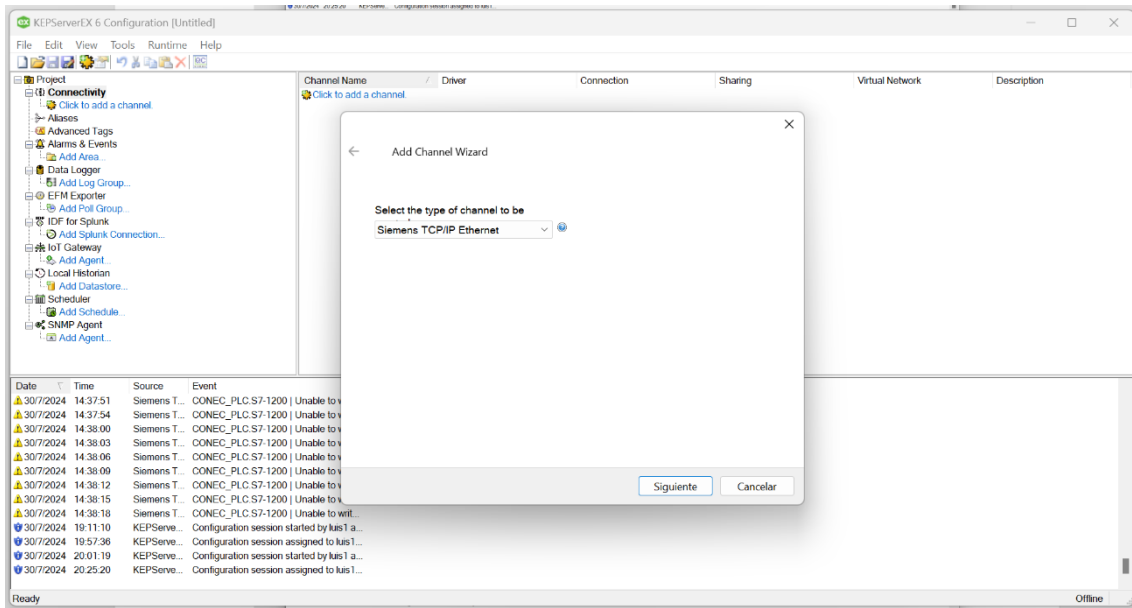 KEPServerEX 6 Configuration [Untitled]
File Edit View Tools Runtime Help
Project
Connectivity
Click to add a channel.
Aliases
Advanced Tags
Alarms & Events
Add Area...
Data Logger
Add Log Group...
EFM Exporter
Add Poll Group...
IDF for Splunk
Add Splunk Connection...
IoT Gateway
Add Agent...
Local Historian
Add Datastore...
Scheduler
Add Schedule...
SNMP Agent
Add Agent...
Channel Name Driver Connection Sharing Virtual Network Description
Click to add a channel.
Add Channel Wizard
Select the type of channel to be
Siemens TCP/IP Ethernet
Siguiente Cancelar
Date Time Source Event
30/7/2024 14:37:51 Siemens T... CONEC_PLC.S7-1200 | Unable to
30/7/2024 14:37:54 Siemens T... CONEC_PLC.S7-1200 | Unable to
30/7/2024 14:38:00 Siemens T... CONEC_PLC.S7-1200 | Unable to
30/7/2024 14:38:03 Siemens T... CONEC_PLC.S7-1200 | Unable to
30/7/2024 14:38:06 Siemens T... CONEC_PLC.S7-1200 | Unable to
30/7/2024 14:38:09 Siemens T... CONEC_PLC.S7-1200 | Unable to
30/7/2024 14:38:12 Siemens T... CONEC_PLC.S7-1200 | Unable to
30/7/2024 14:38:15 Siemens T... CONEC_PLC.S7-1200 | Unable to
30/7/2024 14:38:18 Siemens T... CONEC_PLC.S7-1200 | Unable to writ...
30/7/2024 19:11:10 KEPServe... Configuration session started by luis1 a...
30/7/2024 19:57:36 KEPServe... Configuration session assigned to luis1...
30/7/2024 20:01:19 KEPServe... Configuration session started by luis1 a...
30/7/2024 20:25:20 KEPServe... Configuration session assigned to luis1...
Ready Offline